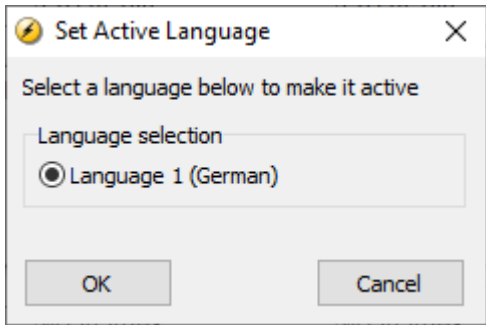 Set Active Language
Select a language below to make it active
Language selection
Language 1 (German)
OK Cancel